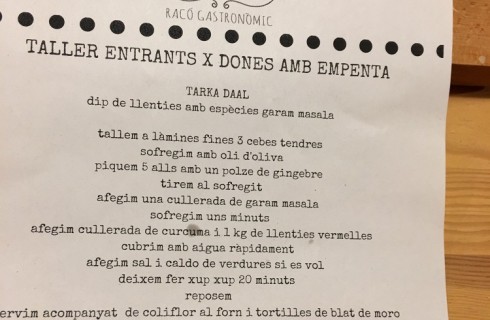 RACÓ GASTRONÒMIC
TALLER ENTRANTS X DONES AMB EMPENTA
TARKA DAAL
dip de llenties amb espècies garam masala
tallem a làmines fines 3 cebes tendres
sofregim amb oli d'oliva
piquem 5 alls amb un polze de gingebre
tirem al sofregit
afegim una cullerada de garam masala
sofregim uns minuts
afegim cullerada de curcuma i 1 kg de llenties vermelles
cubrim amb aigua ràpidament
afegim sal i caldo de verdures si es vol
deixem fer xup xup 20 minuts
reposem
ervim acompanyat de coliflor al forn i tortilles de blat de moro